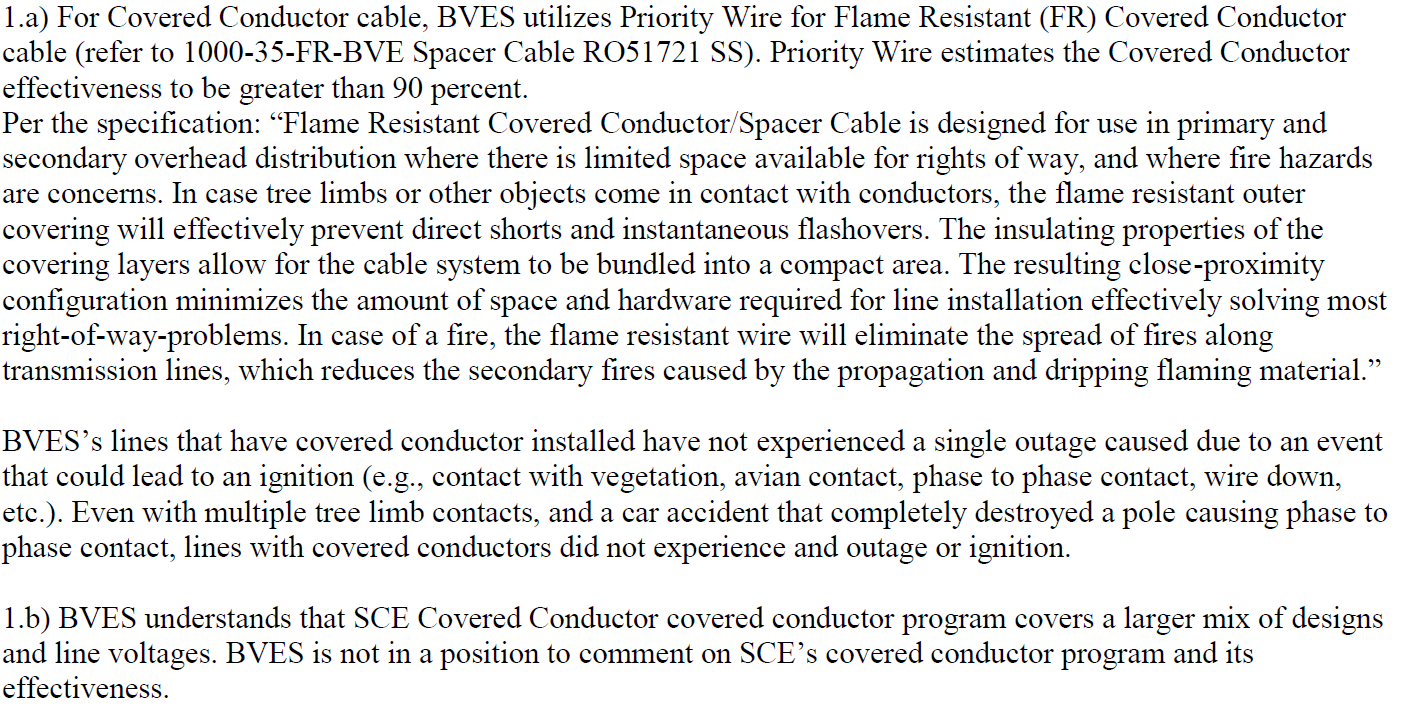 1.a) For Covered Conductor cable, BVES utilizes Priority Wire for Flame Resistant (FR) Covered Conductor
cable (refer to 1000-35-FR-BVE Spacer Cable RO51721 SS). Priority Wire estimates the Covered Conductor
effectiveness to be greater than 90 percent.
Per the specification: “Flame Resistant Covered Conductor/Spacer Cable is designed for use in primary and
secondary overhead distribution where there is limited space available for rights of way, and where fire hazards
are concerns. In case tree limbs or other objects come in contact with conductors, the flame resistant outer
covering will effectively prevent direct shorts and instantaneous flashovers. The insulating properties of the
covering layers allow for the cable system to be bundled into a compact area. The resulting close-proximity
configuration minimizes the amount of space and hardware required for line installation effectively solving most
right-of-way-problems. In case of a fire, the flame resistant wire will eliminate the spread of fires along
transmission lines, which reduces the secondary fires caused by the propagation and dripping flaming material.”
BVES’s lines that have covered conductor installed have not experienced a single outage caused due to an event
that could lead to an ignition (e.g., contact with vegetation, avian contact, phase to phase contact, wire down,
etc.). Even with multiple tree limb contacts, and a car accident that completely destroyed a pole causing phase to
phase contact, lines with covered conductors did not experience and outage or ignition.
1.b) BVES understands that SCE Covered Conductor covered conductor program covers a larger mix of designs
and line voltages. BVES is not in a position to comment on SCE’s covered conductor program and its
effectiveness.